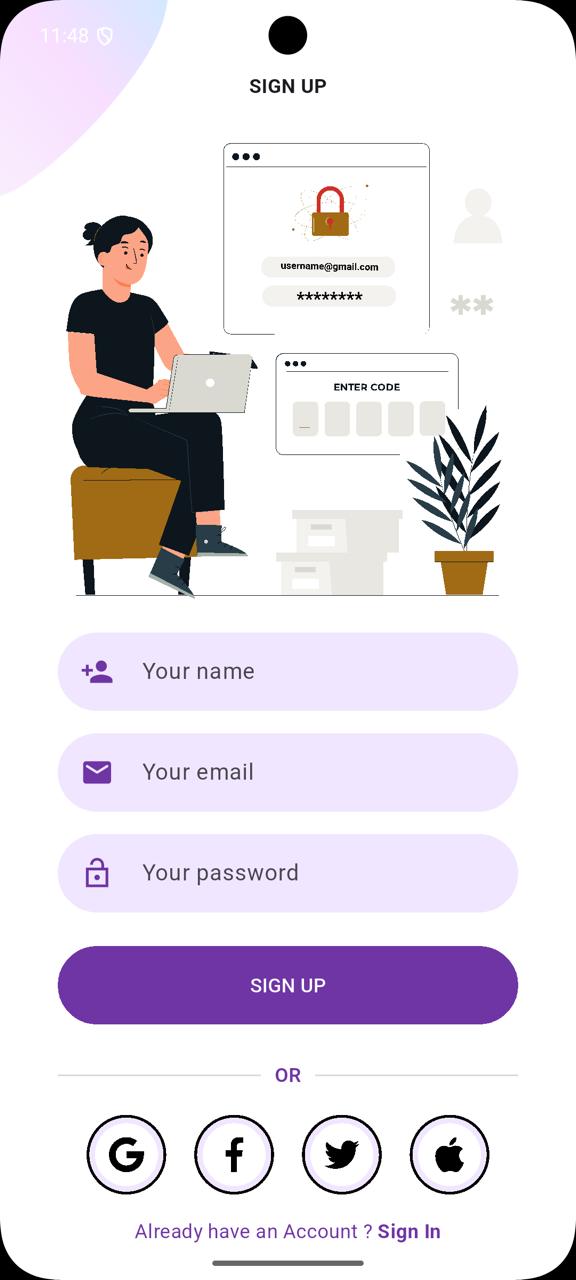 11:48
SIGN UP
username@gmail.com
********
**
ENTER CODE
_
Your name
Your email
Your password
SIGN UP
OR
Already have an Account ? Sign In